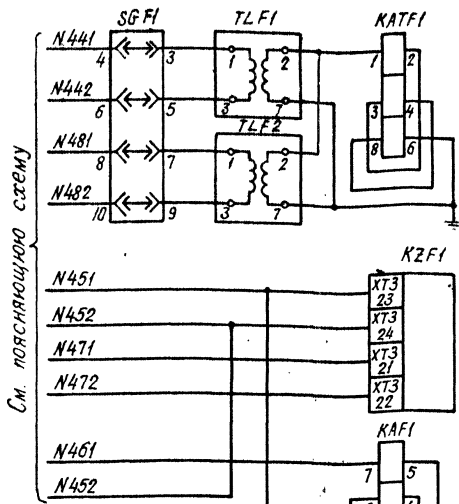 SGF1 TLF1 KATF1
N441 4 3 1 2 1 2
N442 6 5 3 7 3 4
TLF2
N481 8 7 1 2 8 6
N482 10 9 3 7
См. поясняющую схему
KZF1
N451 XT3
23
N452 XT3
24
N471 XT3
21
N472 XT3
22
KAF1
N461 7 5
N452